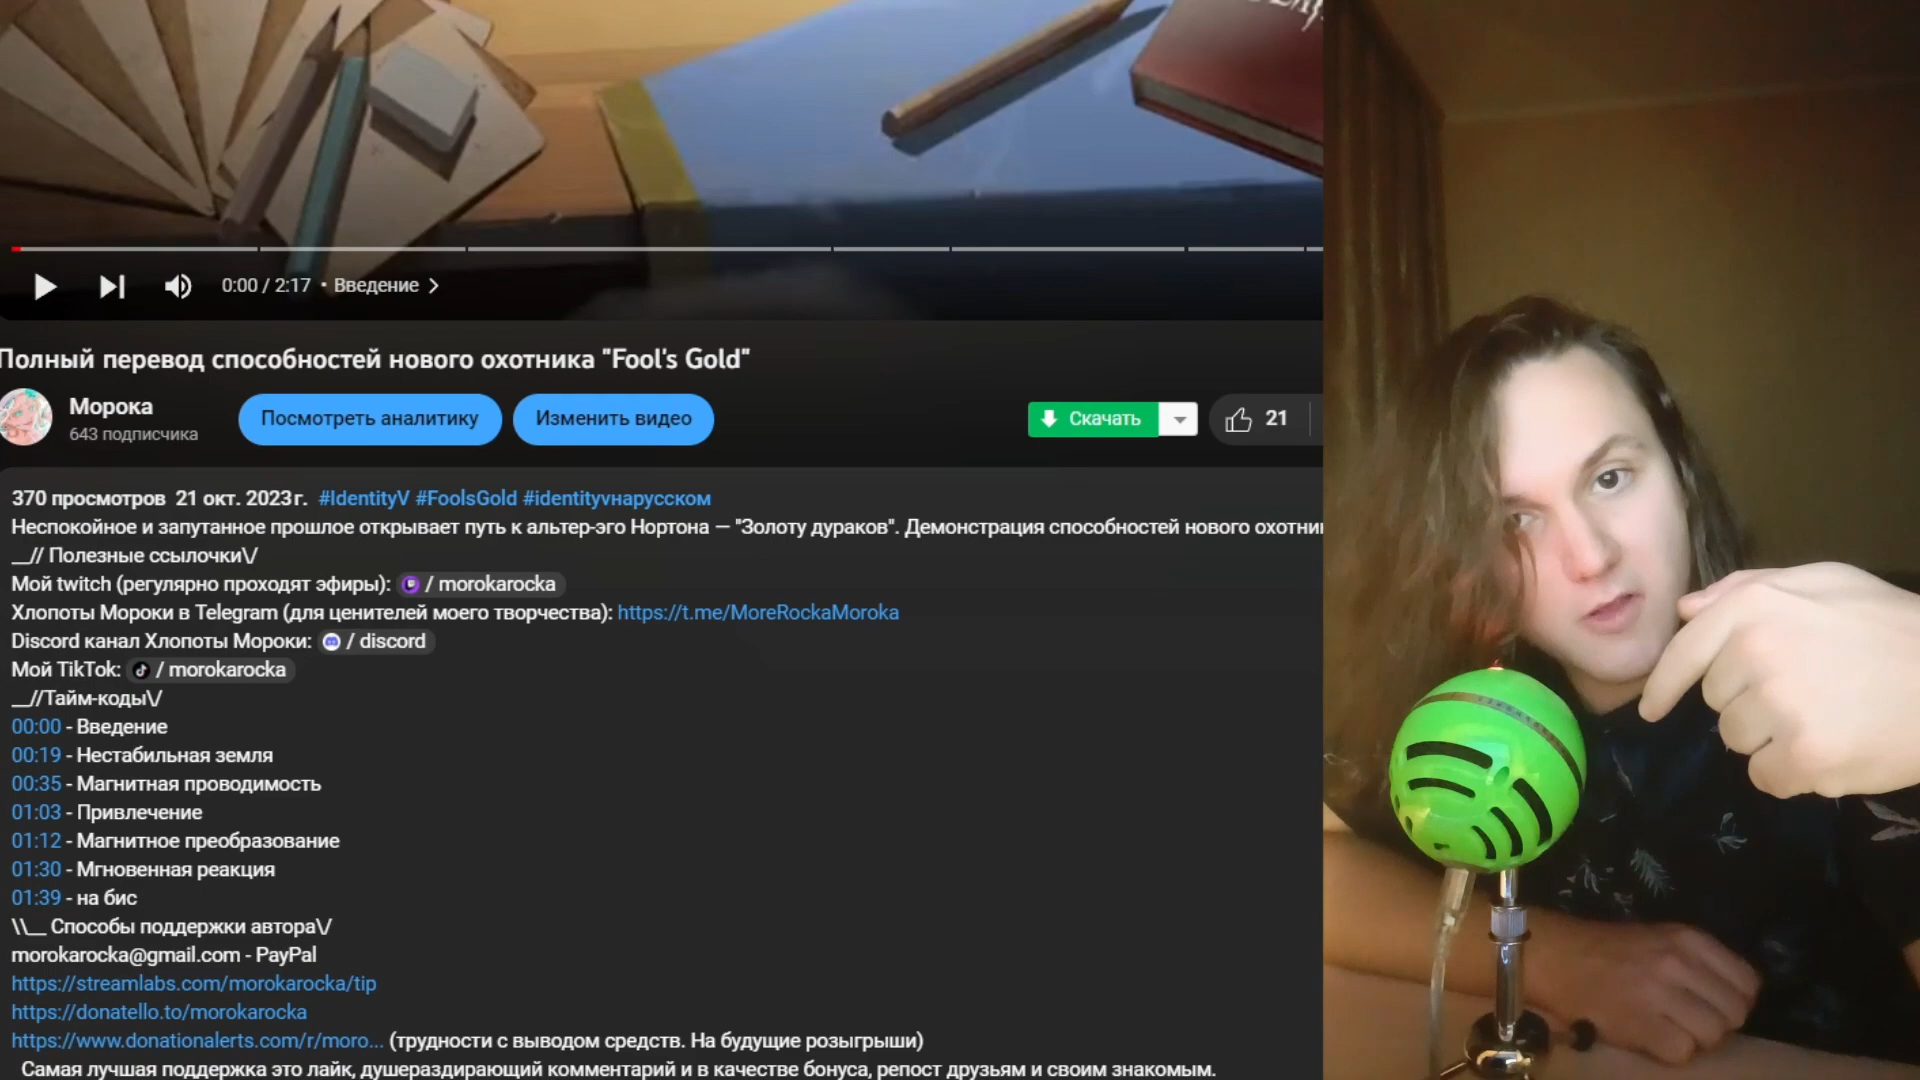 0:00 / 2:17 • Введение
Полный перевод способностей нового охотника "Fool's Gold"
Морока
643 подписчика
Посмотреть аналитику
Изменить видео
Скачать
21
370 просмотров 21 окт. 2023 г. #IdentityV #FoolsGold #identityvнарусском
Неспокойное и запутанное прошлое открывает путь к альтер-эго Нортона — "Золоту дураков". Демонстрация способностей нового
__// Полезные ссылочки\/
Мой twitch (регулярно проходят эфиры): / morokarocka
Хлопоты Мороки в Telegram (для ценителей моего творчества): https://t.me/MoreRockaMoroka
Discord канал Хлопоты Мороки: / discord
Мой TikTok: / morokarocka
__//Тайм-коды\/
00:00 - Введение
00:19 - Нестабильная земля
00:35 - Магнитная проводимость
01:03 - Привлечение
01:12 - Магнитное преобразование
01:30 - Мгновенная реакция
01:39 - на бис
\\__ Способы поддержки автора\/
morokarocka@gmail.com - PayPal
https://streamlabs.com/morokarocka/tip
https://donatello.to/morokarocka
https://www.donationalerts.com/r/moro... (трудности с выводом средств. На будущие розыгрыши)
Самая лучшая поддержка это лайк, душераздирающий комментарий и в качестве бонуса, репост друзьям и своим знакомым.